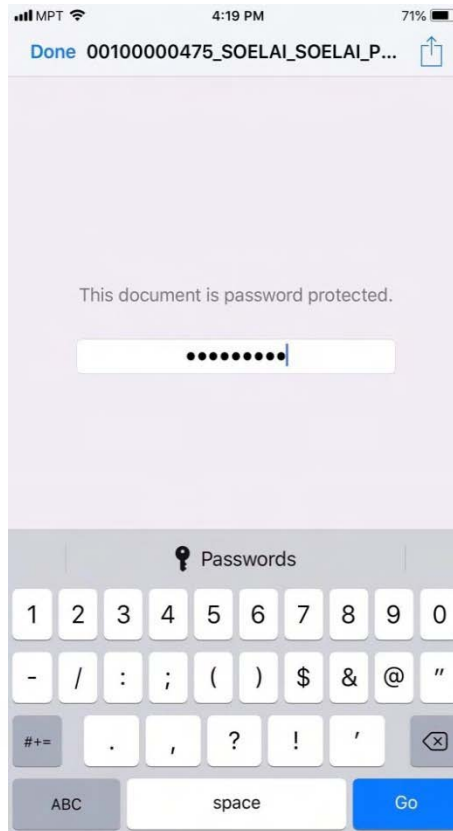 MPT 4:19 PM 71%
Done 00100000475_SOELAI_SOELAI_P...
This document is password protected.
•••••••••
Passwords
1 2 3 4 5 6 7 8 9 0
- / : ; ( ) $ & @ "
#+= . , ? ! ’
ABC space Go